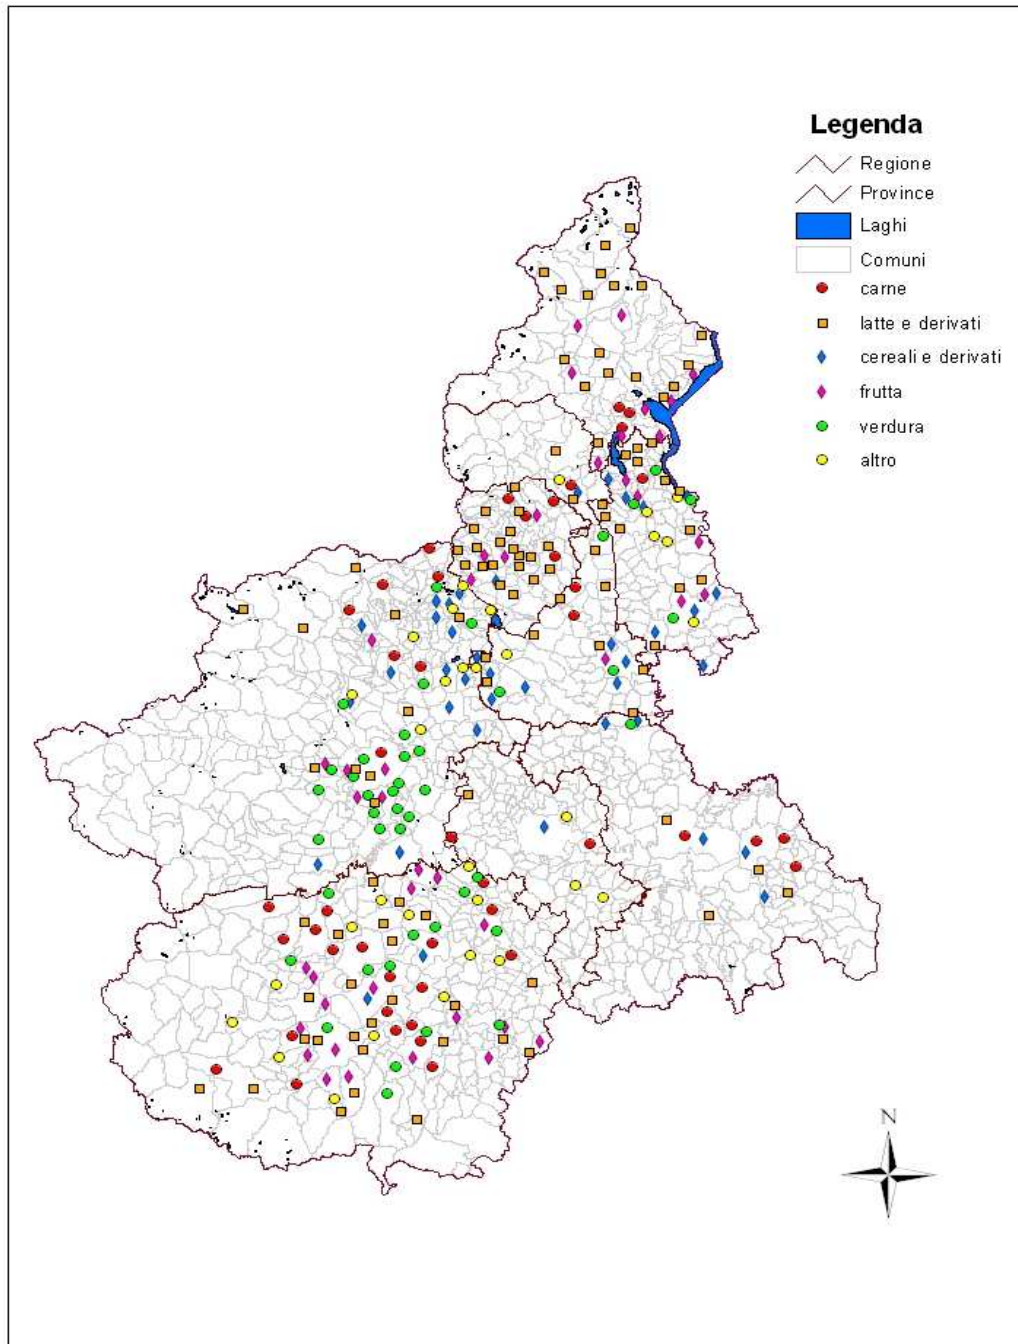 Legenda
Regione
Province
Laghi
Comuni
carne
latte e derivati
cereali e derivati
frutta
verdura
altro
N